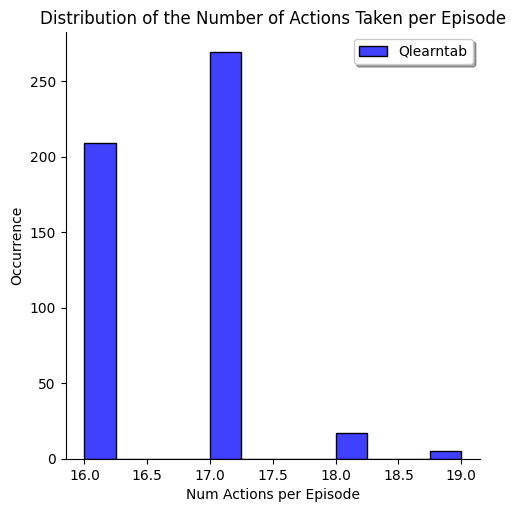 Distribution of the Number of Actions Taken per Episode
Qlearntab
250
200
150
100
50
0
Occurrence
16.0 16.5 17.0 17.5 18.0 18.5 19.0
Num Actions per Episode